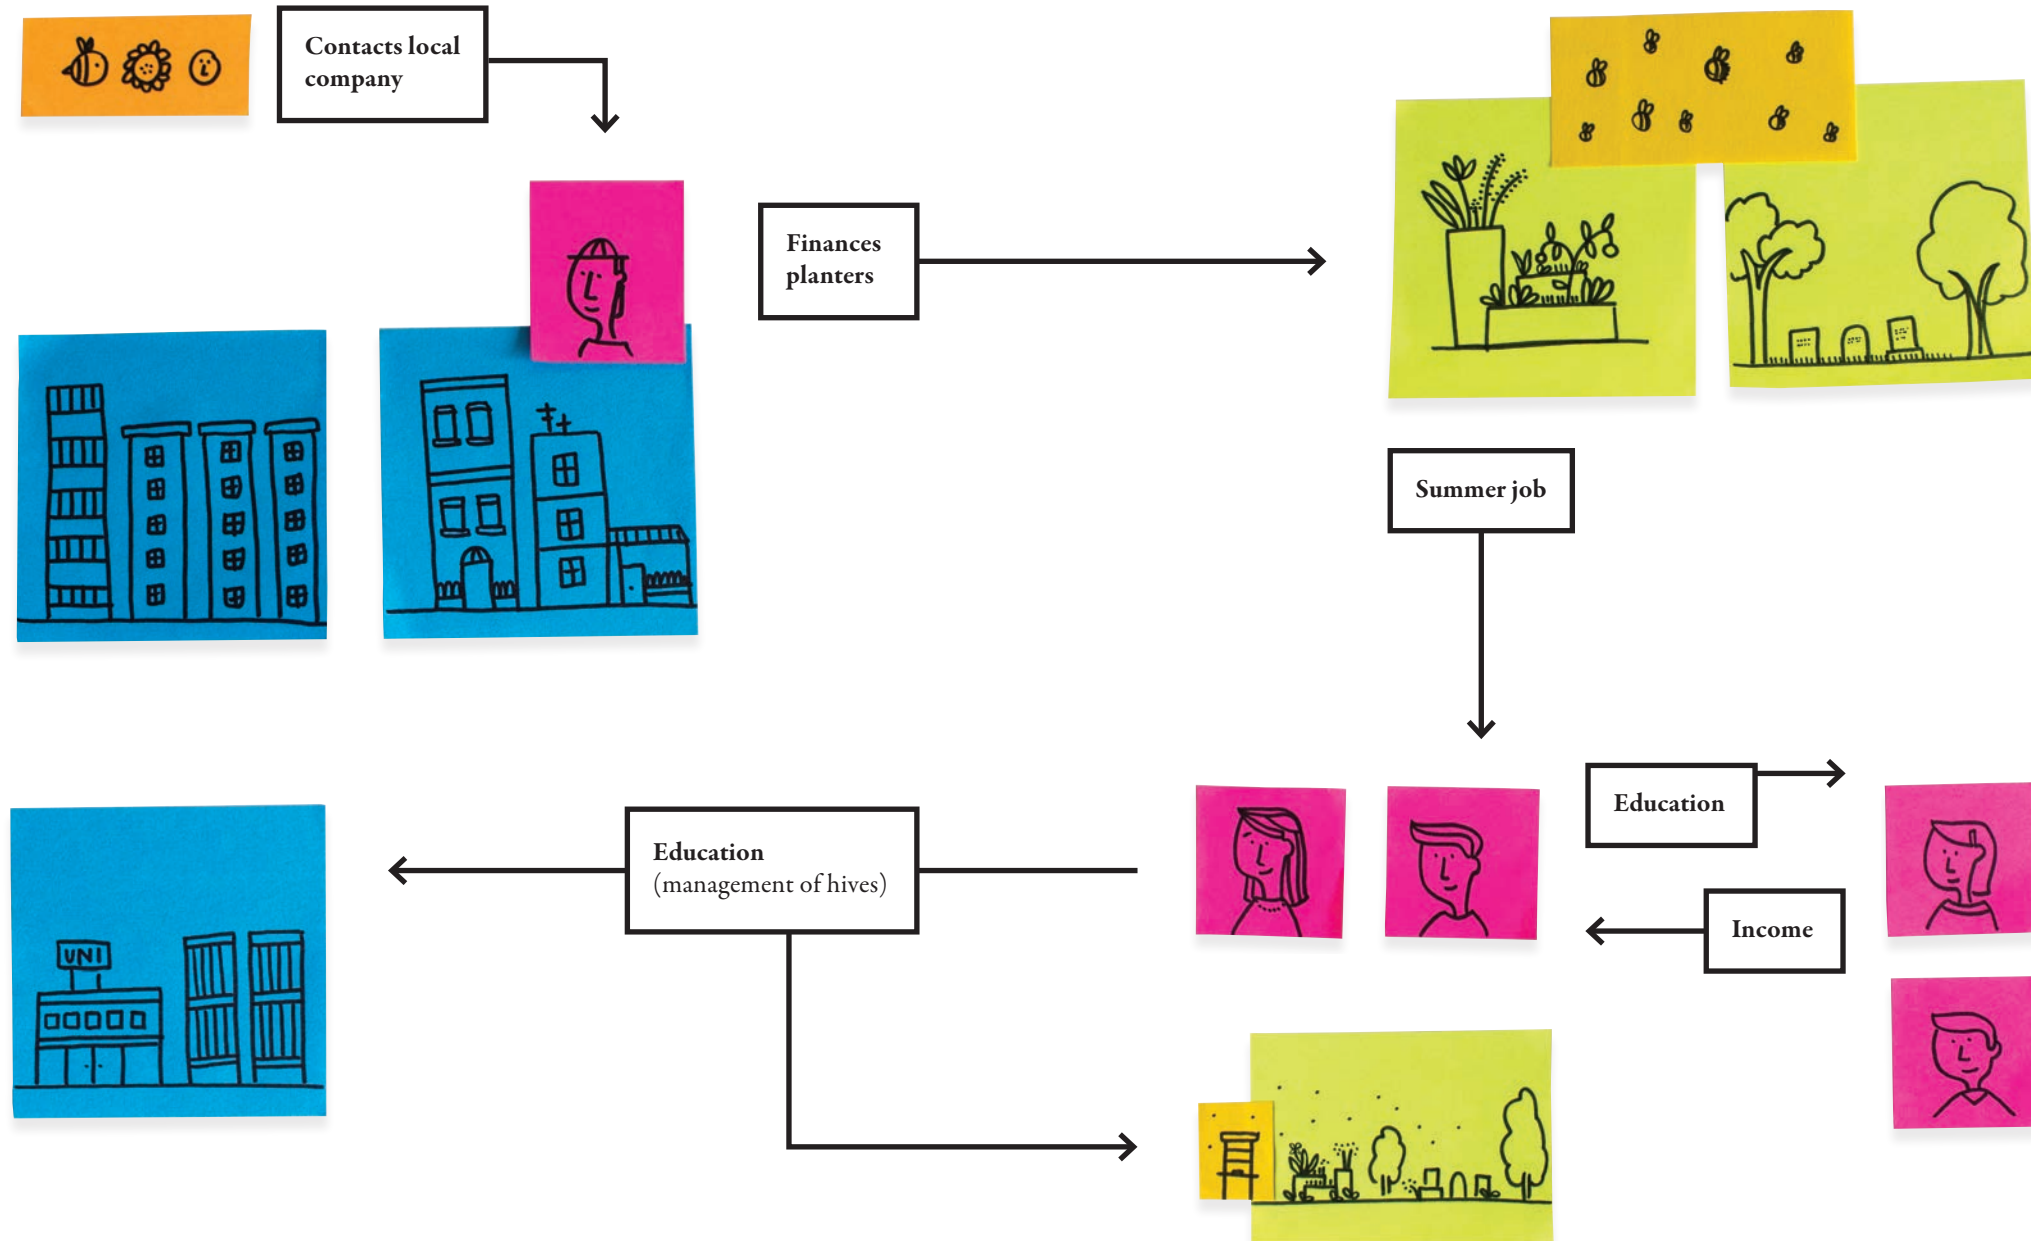 Contacts local
company
Finances
planters
Summer job
Education
Income
Education
(management of hives)
UNI